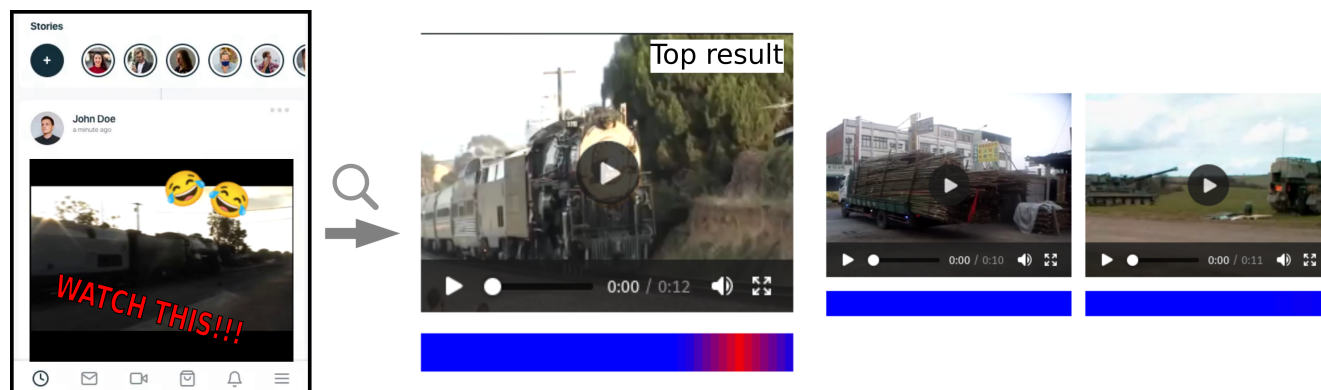 Stories
+
John Doe
a minute ago
WATCH THIS!!!
Top result
0:00 / 0:12
0:00 / 0:10
0:00 / 0:11